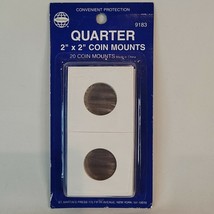 CONVENIENT PROTECTION
9183
QUARTER
2" x 2" COIN MOUNTS
20 COIN MOUNTS